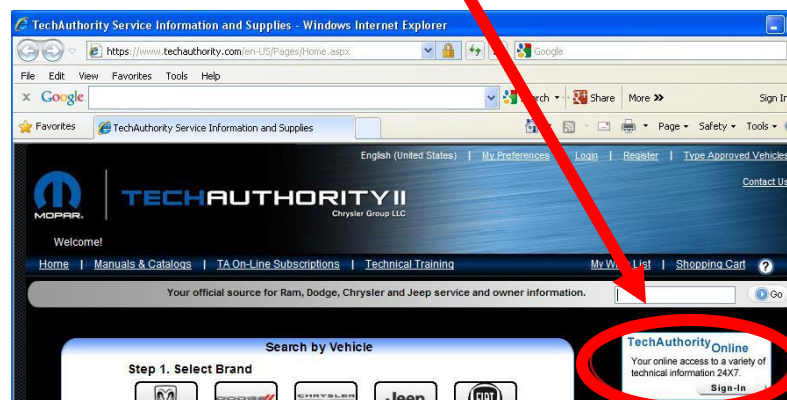 TechAuthority Service Information and Supplies - Windows Internet Explorer
https://www.techauthority.com/en-US/Pages/Home.aspx
Google
File Edit View Favorites Tools Help
x Google
Share More >> Sign In
Favorites
TechAuthority Service Information and Supplies
Page Safety Tools
English (United States) | My Preferences | Login | Register | Type Approved Vehicles
Contact Us
MOPAR.
TECHAUTHORITY II
Chrysler Group LLC
Welcome!
Home | Manuals & Catalogs | TA On-Line Subscriptions | Technical Training
List | Shopping Cart ?
Your official source for Ram, Dodge, Chrysler and Jeep service and owner information.
Go
Search by Vehicle
Step 1. Select Brand
DODGE
CHRYSLER
Jeep
FIAT
TechAuthority Online
Your online access to a variety of
technical information 24X7.
Sign-In